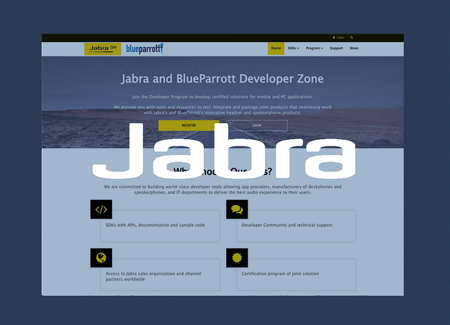 Login
Jabra GN
blueparrott
Home SDKs Program Support News
Jabra and BlueParrott Developer Zone
Join the Developer Program to develop certified solutions for mobile and PC applications.
We provide you with tools and resources to test, integrate and package joint products that seamlessly work
with Jabra's and BlueParrott's innovative headset and speakerphone products.
REGISTER LOGIN
Jabra
We are committed to building world-class developer tools allowing app providers, manufacturers of deskphones and
speakerphones, and IT departments to deliver the best audio experience to their users.
SDKs with APIs, documentation and sample code
Developer Community and technical support
Access to Jabra sales organization and channel
partners worldwide
Certification program of joint solution